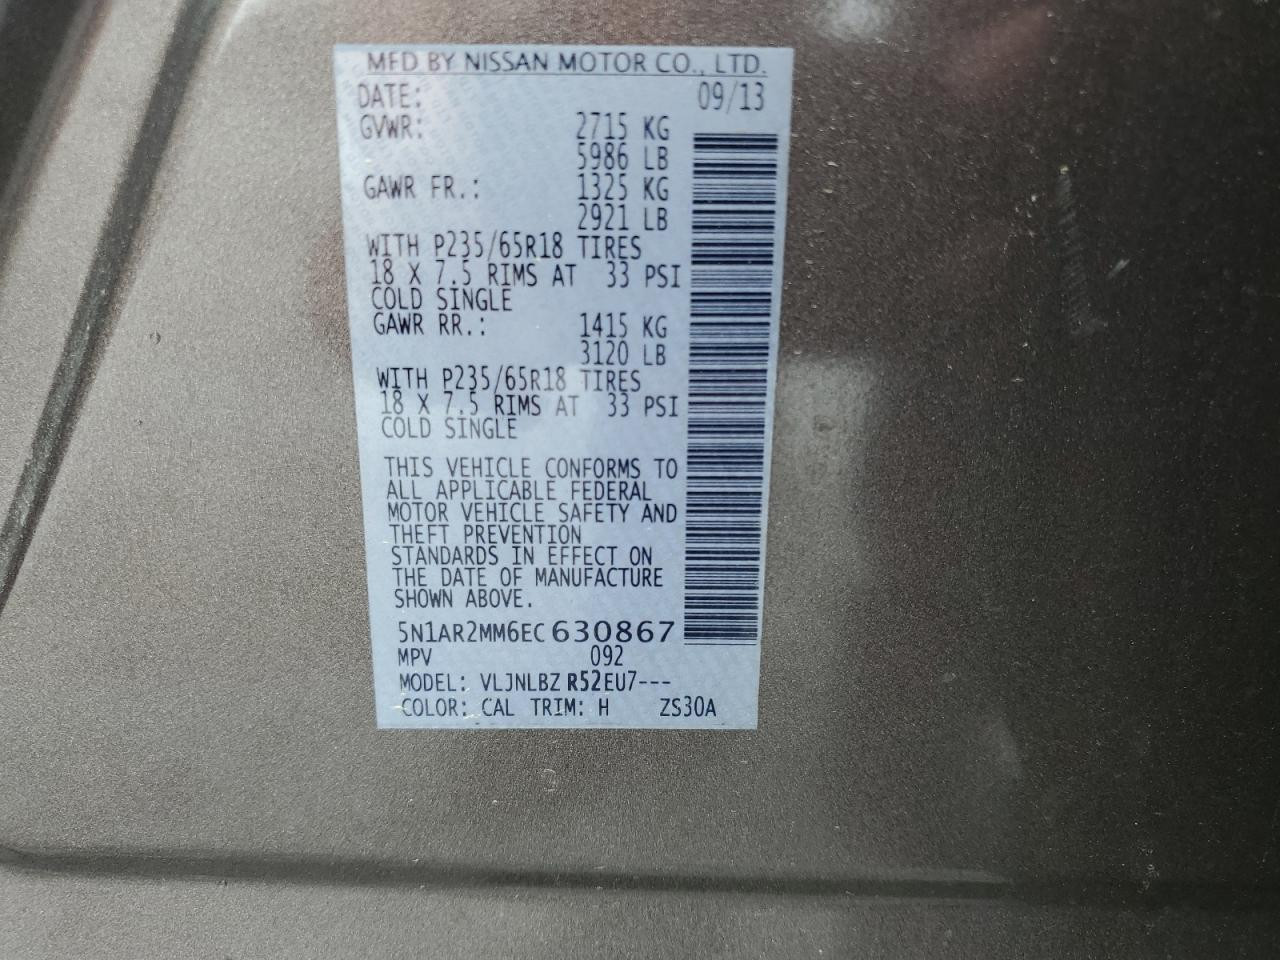 MFD BY NISSAN MOTOR CO., LTD.
DATE: 09/13
GVWR: 2715 KG
5986 LB
GAWR FR.: 1325 KG
2921 LB
WITH P235/65R18 TIRES
18 X 7.5 RIMS AT 33 PSI
COLD SINGLE
GAWR RR.: 1415 KG
3120 LB
WITH P235/65R18 TIRES
18 X 7.5 RIMS AT 33 PSI
COLD SINGLE
THIS VEHICLE CONFORMS TO
ALL APPLICABLE FEDERAL
MOTOR VEHICLE SAFETY AND
THEFT PREVENTION
STANDARDS IN EFFECT ON
THE DATE OF MANUFACTURE
SHOWN ABOVE.
5N1AR2MM6EC630867
MPV 092
MODEL: VLJNLBZ R52EU7---
COLOR: CAL TRIM: H ZS30A